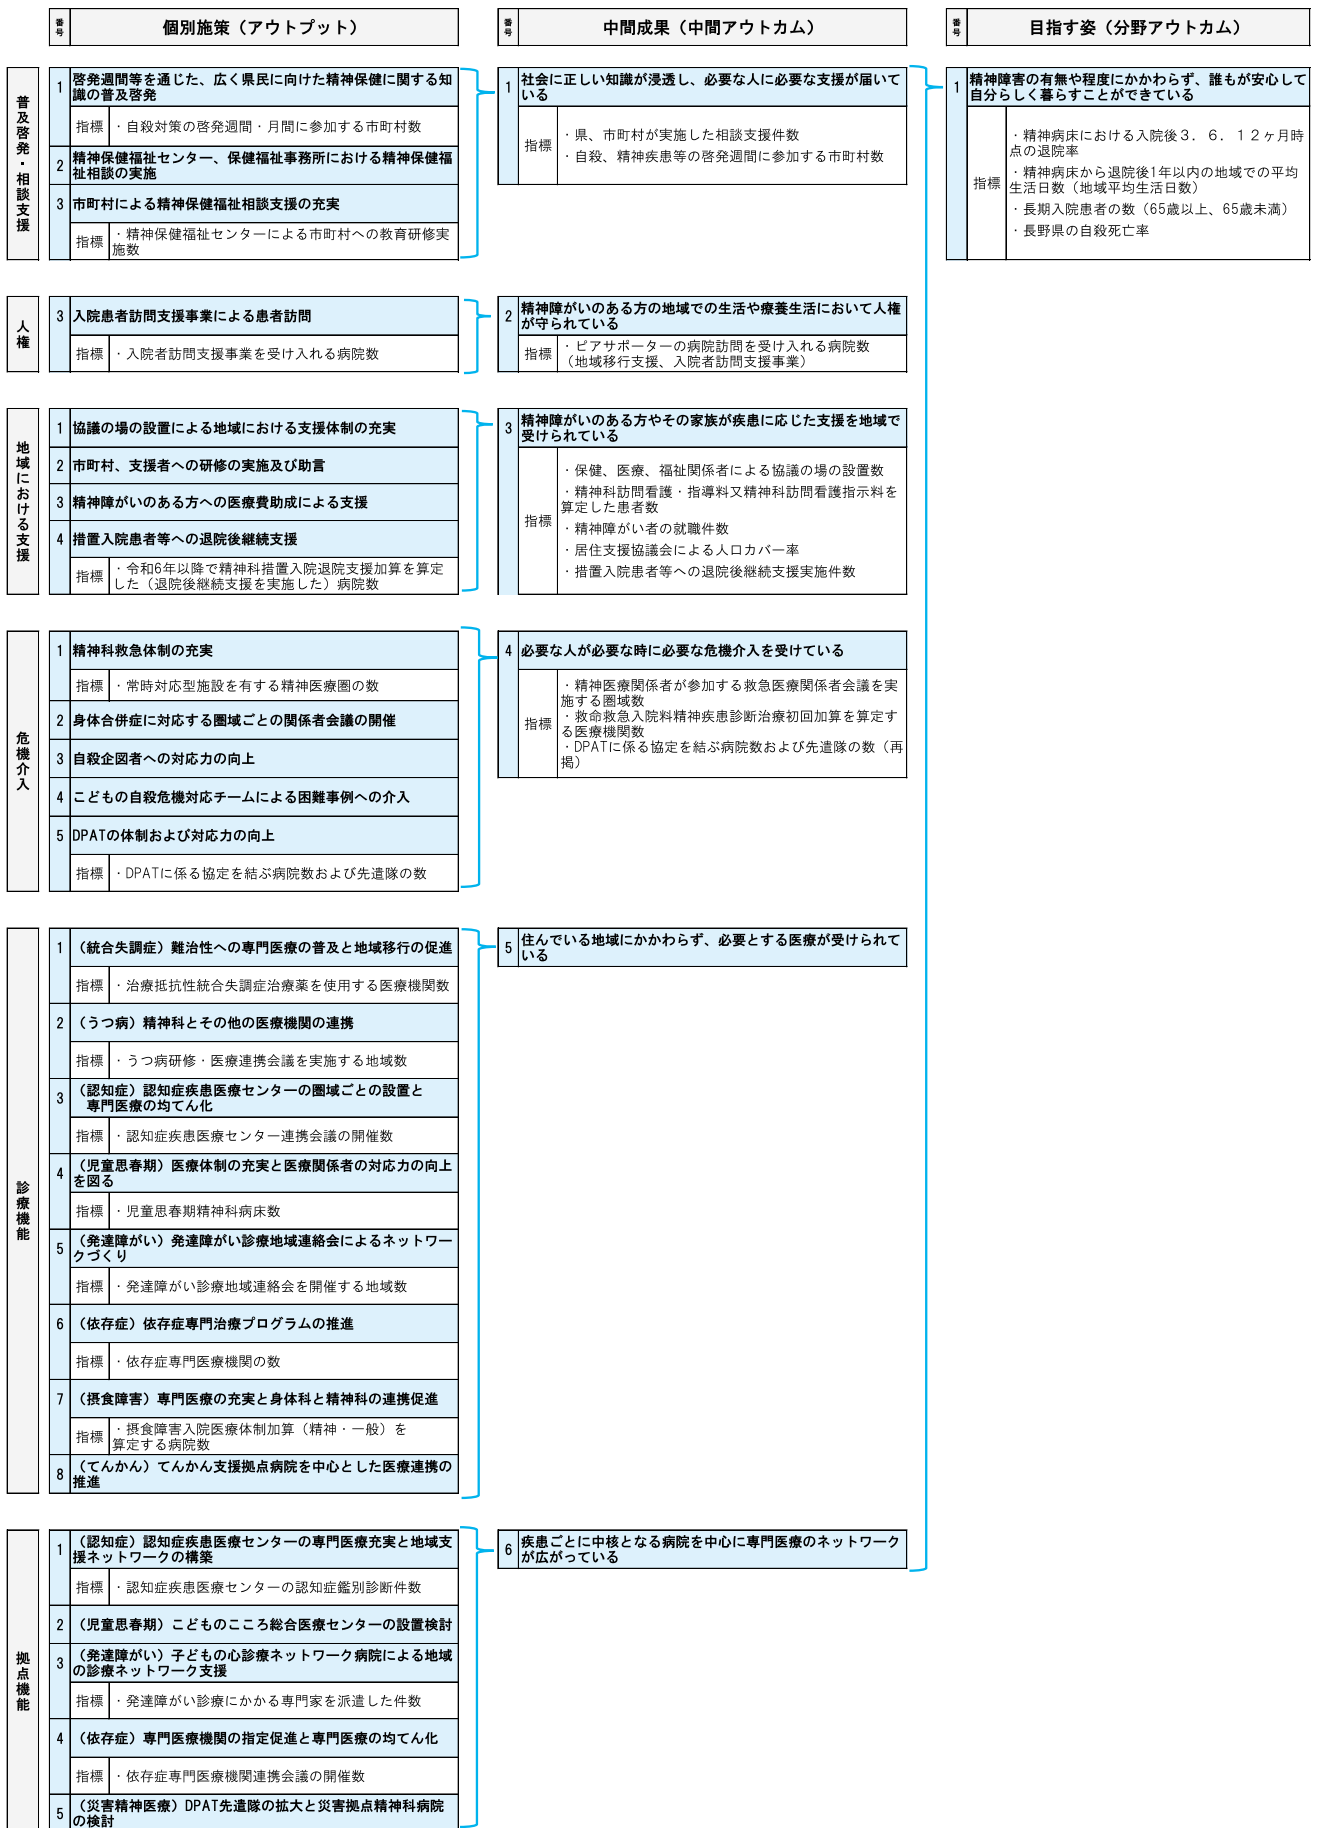 番号
個別施策（アウトプット）
番号
中間成果（中間アウトカム）
番号
目指す姿（分野アウトカム）
普及啓発・相談支援
1
啓発週間等を通じた、広く県民に向けた精神保健に関する知
識の普及啓発
指標
・自殺対策の啓発週間・月間に参加する市町村数
2
精神保健福祉センター、保健福祉事務所における精神保健福
祉相談の実施
3
市町村による精神保健福祉相談支援の充実
指標
・精神保健福祉センターによる市町村への教育研修実
施数
1
社会に正しい知識が浸透し、必要な人に必要な支援が届いて
いる
指標
・県、市町村が実施した相談支援件数
・自殺、精神疾患等の啓発週間に参加する市町村数
1
精神障害の有無や程度にかかわらず、誰もが安心して
自分らしく暮らすことができている
指標
・精神病床における入院後３．６．１２ヶ月時
点の退院率
・精神病床から退院後1年以内の地域での平均
生活日数（地域平均生活日数）
・長期入院患者の数（65歳以上、65歳未満）
・長野県の自殺死亡率
人権
3
入院患者訪問支援事業による患者訪問
指標
・入院者訪問支援事業を受け入れる病院数
2
精神障がいのある方の地域での生活や療養生活において人権
が守られている
指標
・ピアサポーターの病院訪問を受け入れる病院数
（地域移行支援、入院者訪問支援事業）
地域における支援
1
協議の場の設置による地域における支援体制の充実
2
市町村、支援者への研修の実施及び助言
3
精神障がいのある方への医療費助成による支援
4
措置入院患者等への退院後継続支援
指標
・令和6年以降で精神科措置入院退院支援加算を算定
した（退院後継続支援を実施した）病院数
3
精神障がいのある方やその家族が疾患に応じた支援を地域で
受けられている
指標
・保健、医療、福祉関係者による協議の場の設置数
・精神科訪問看護・指導料又精神科訪問看護指示料を
算定した患者数
・精神障がい者の就職件数
・居住支援協議会による人口カバー率
・措置入院患者等への退院後継続支援実施件数
危機介入
1
精神科救急体制の充実
指標
・常時対応型施設を有する精神医療圏の数
2
身体合併症に対応する圏域ごとの関係者会議の開催
3
自殺企図者への対応力の向上
4
こどもの自殺危機対応チームによる困難事例への介入
5
DPATの体制および対応力の向上
指標
・DPATに係る協定を結ぶ病院数および先遣隊の数
4
必要な人が必要な時に必要な危機介入を受けている
指標
・精神医療関係者が参加する救急医療関係者会議を実
施する圏域数
・救命救急入院料精神疾患診断治療初回加算を算定す
る医療機関数
・DPATに係る協定を結ぶ病院数および先遣隊の数（再
掲）
診療機能
1
（統合失調症）難治性への専門医療の普及と地域移行の促進
指標
・治療抵抗性統合失調症治療薬を使用する医療機関数
2
（うつ病）精神科とその他の医療機関の連携
指標
・うつ病研修・医療連携会議を実施する地域数
3
（認知症）認知症疾患医療センターの圏域ごとの設置と
専門医療の均てん化
指標
・認知症疾患医療センター連携会議の開催数
4
（児童思春期）医療体制の充実と医療関係者の対応力の向上
を図る
指標
・児童思春期精神科病床数
5
（発達障がい）発達障がい診療地域連絡会によるネットワー
クづくり
指標
・発達障がい診療地域連絡会を開催する地域数
6
（依存症）依存症専門治療プログラムの推進
指標
・依存症専門医療機関の数
7
（摂食障害）専門医療の充実と身体科と精神科の連携促進
指標
・摂食障害入院医療体制加算（精神・一般）を
算定する病院数
8
（てんかん）てんかん支援拠点病院を中心とした医療連携の
推進
5
住んでいる地域にかかわらず、必要とする医療が受けられて
いる
拠点機能
1
（認知症）認知症疾患医療センターの専門医療充実と地域支
援ネットワークの構築
指標
・認知症疾患医療センターの認知症鑑別診断件数
2
（児童思春期）こどものこころ総合医療センターの設置検討
3
（発達障がい）子どもの心診療ネットワーク病院による地域
の診療ネットワーク支援
指標
・発達障がい診療にかかる専門家を派遣した件数
4
（依存症）専門医療機関の指定促進と専門医療の均てん化
指標
・依存症専門医療機関連携会議の開催数
5
（災害精神医療）DPAT先遣隊の拡大と災害拠点精神科病院
の検討
6
疾患ごとに中核となる病院を中心に専門医療のネットワーク
が広がっている